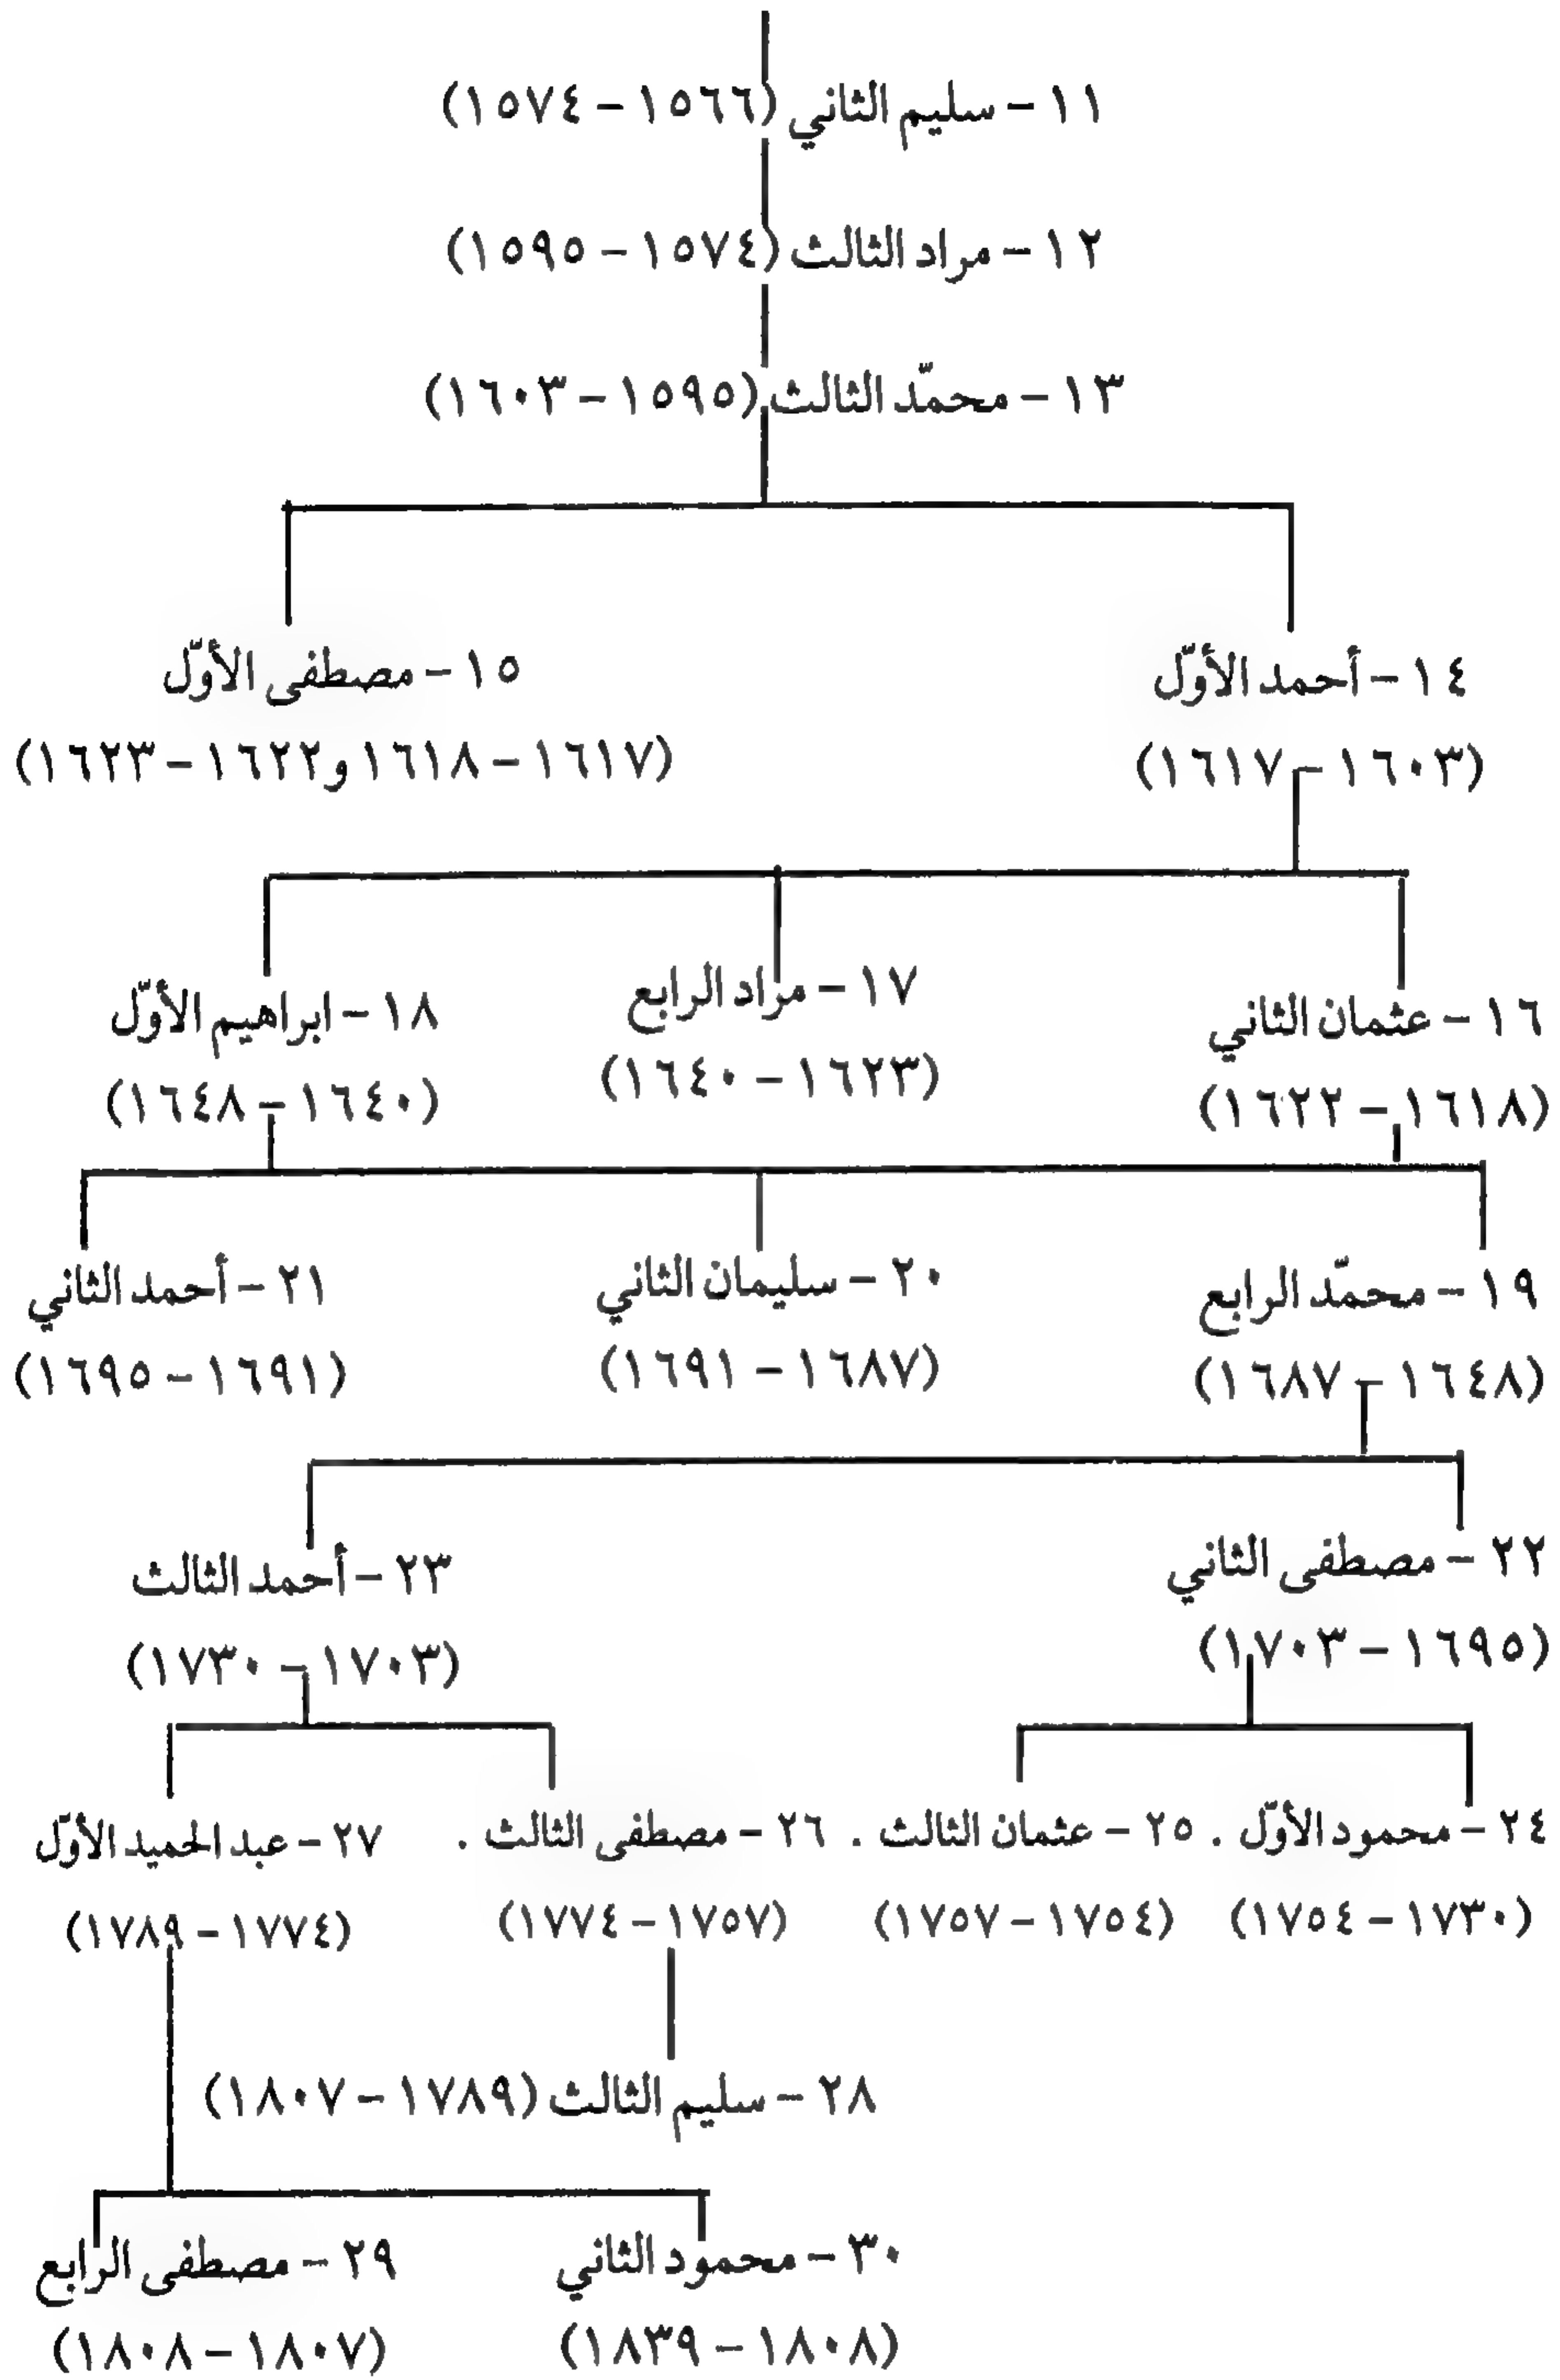 ١١ - سليم الثاني (١٥٦٦ - ١٥٧٤)
١٢ - مراد الثالث (١٥٧٤ - ١٥٩٥)
١٣ - محمّد الثالث (١٥٩٥ - ١٦٠٣)
١٤ - أحمد الأوّل
(١٦٠٣ - ١٦١٧)
١٥ - مصطفى الأوّل
(١٦١٧ - ١٦١٨ و١٦٢٢ - ١٦٢٣)
١٦ - عثمان الثاني
(١٦١٨ - ١٦٢٢)
١٧ - مراد الرابع
(١٦٢٣ - ١٦٤٠)
١٨ - ابراهيم الأوّل
(١٦٤٠ - ١٦٤٨)
١٩ - محمّد الرابع
(١٦٤٨ - ١٦٨٧)
٢٠ - سليمان الثاني
(١٦٨٧ - ١٦٩١)
٢١ - أحمد الثاني
(١٦٩١ - ١٦٩٥)
٢٢ - مصطفى الثاني
(١٦٩٥ - ١٧٠٣)
٢٣ - أحمد الثالث
(١٧٠٣ - ١٧٣٠)
٢٤ - محمود الأوّل . ٢٥ - عثمان الثالث . ٢٦ - مصطفى الثالث . ٢٧ - عبد الحميد الأوّل
(١٧٣٠ - ١٧٥٤) (١٧٥٤ - ١٧٥٧) (١٧٥٧ - ١٧٧٤) (١٧٧٤ - ١٧٨٩)
٢٨ - سليم الثالث (١٧٨٩ - ١٨٠٧)
٣٠ - محمود الثاني
(١٨٠٨ - ١٨٣٩)
٢٩ - مصطفى الرابع
(١٨٠٧ - ١٨٠٨)